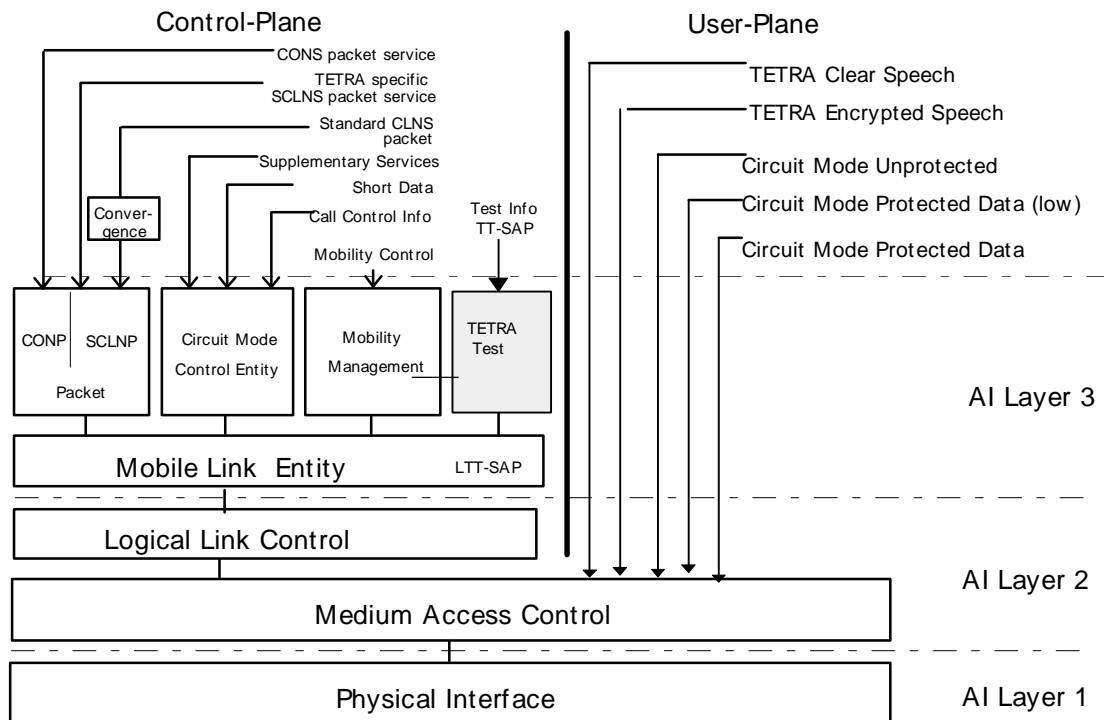 Control-Plane
User-Plane
CONS packet service
TETRA specific
SCLNS packet service
Standard CLNS
packet
Supplementary Services
Short Data
Call Control Info
Mobility Control
Conver-
gence
Test Info
TT-SAP
TETRA Clear Speech
TETRA Encrypted Speech
Circuit Mode Unprotected
Circuit Mode Protected Data (low)
Circuit Mode Protected Data
CONP
SCLNP
Packet
Circuit Mode
Control Entity
Mobility
Management
TETRA
Test
AI Layer 3
Mobile Link Entity
LTT-SAP
Logical Link Control
AI Layer 2
Medium Access Control
Physical Interface
AI Layer 1